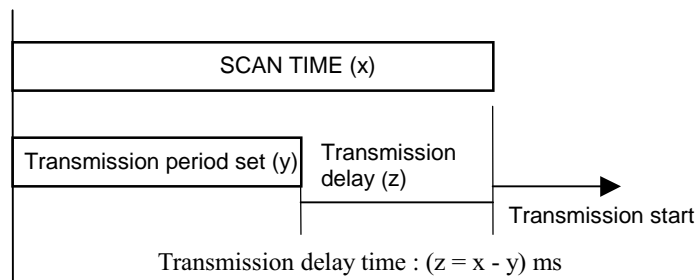 SCAN TIME (x)
Transmission period set (y)
Transmission
delay (z)
Transmission start
Transmission delay time : (z = x - y) ms